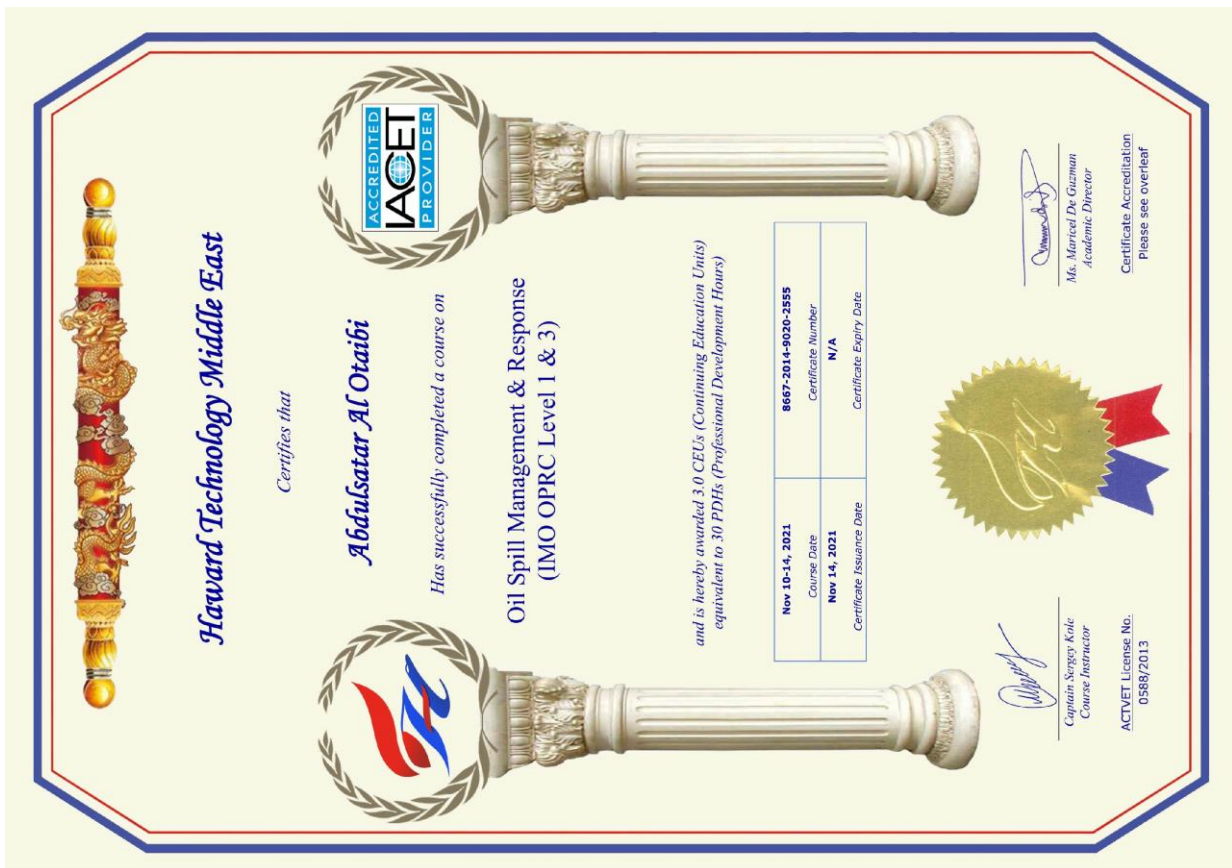 Haward Technology Middle East
Certifies that
Abdulsatar Al Otaibi
ACCREDITED
IACET
PROVIDER
Has successfully completed a course on
Oil Spill Management & Response
(IMO OPRC Level 1 & 3)
and is hereby awarded 3.0 CEUs (Continuing Education Units)
equivalent to 30 PDHs (Professional Development Hours)
Nov 10-14, 2021 8667-2014-9020-2555
Course Date Certificate Number
Nov 14, 2021 N/A
Certificate Issuance Date Certificate Expiry Date
Captain Sergey Kole Ms. Maricel De Guzman
Course Instructor Academic Director
ACTVET License No. Certificate Accreditation
0588/2013 Please see overleaf